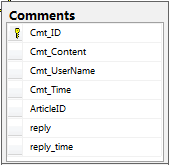 Comments
Cmt_ID
Cmt_Content
Cmt_UserName
Cmt_Time
ArticleID
reply
reply_time